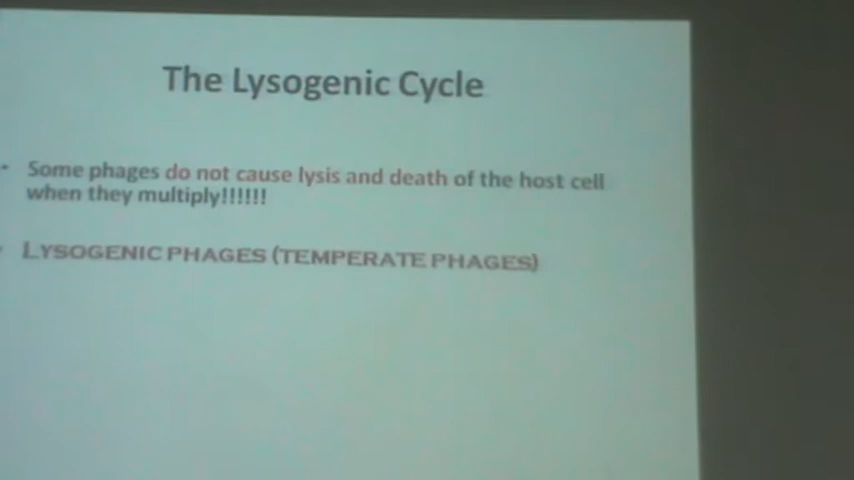 The Lysogenic Cycle
• Some phages do not cause lysis and death of the host cell
when they multiply!!!!!!
• LYSOGENIC PHAGES (TEMPERATE PHAGES)